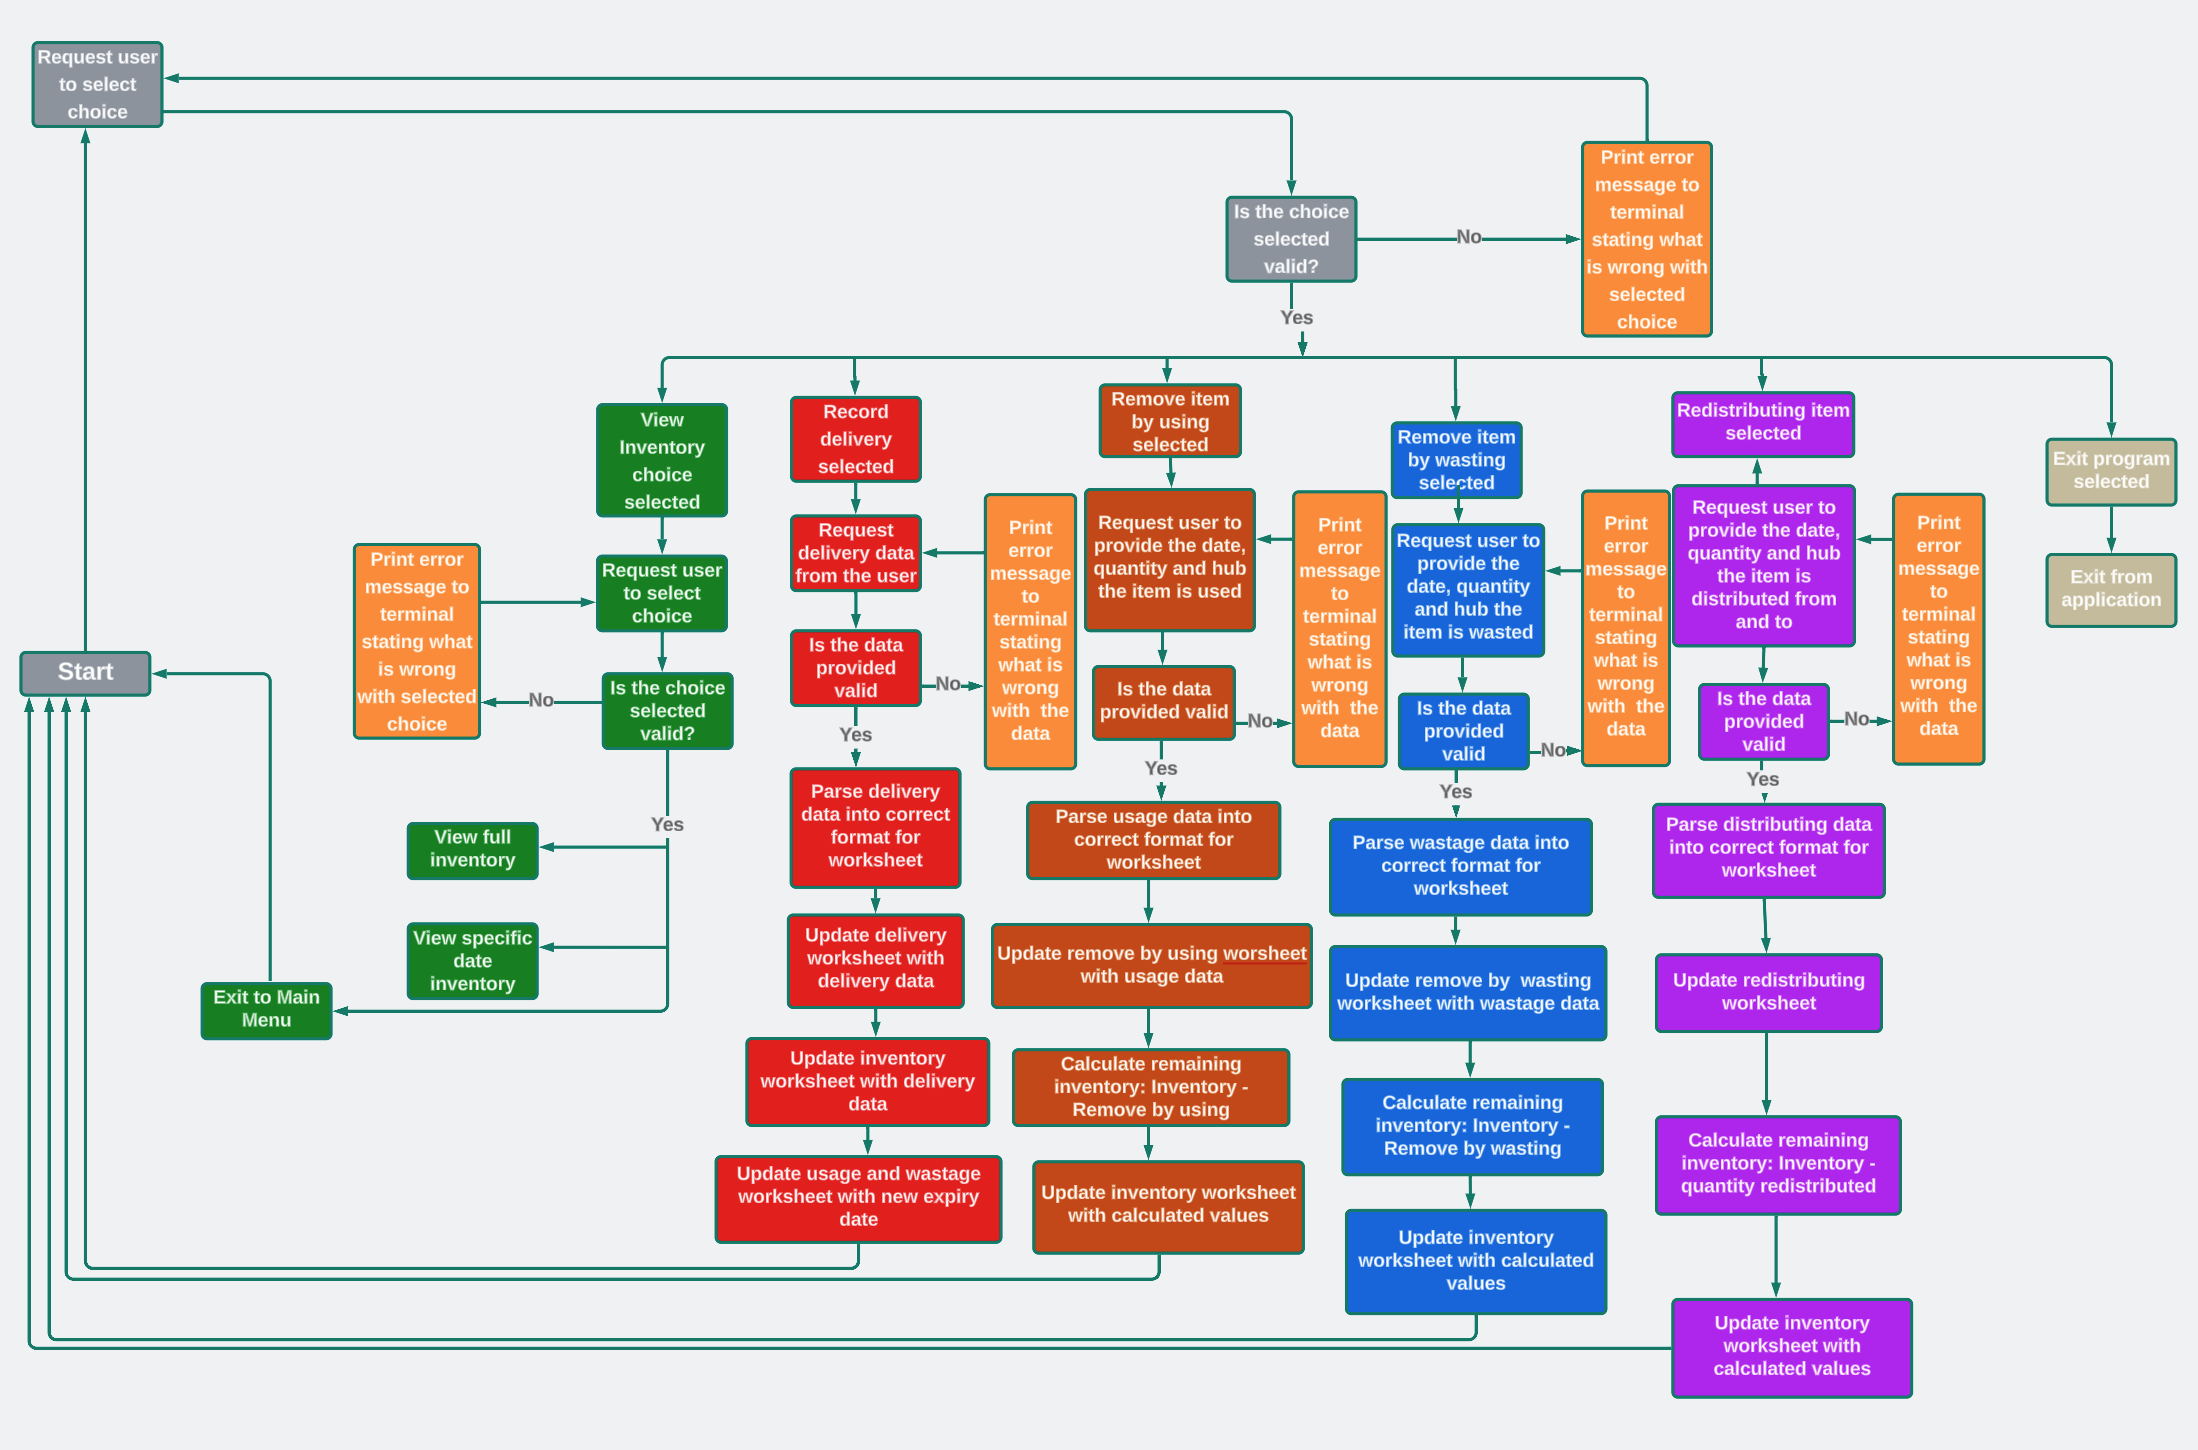 Request user
to select
choice
Is the choice
selected
valid?
No
Print error
message to
terminal
stating what
is wrong with
selected
choice
Yes
View
Inventory
choice
selected
Request user
to select
choice
Is the choice
selected
valid?
No
Print error
message to
terminal
stating what
is wrong
with selected
choice
Yes
View full
inventory
View specific
date
inventory
Exit to Main
Menu
Start
Record
delivery
selected
Request
delivery data
from the user
Is the data
provided
valid
No
Print
error
message
to
terminal
stating
what is
wrong
with  the
data
Yes
Parse delivery
data into correct
format for
worksheet
Update delivery
worksheet with
delivery data
Update inventory
worksheet with delivery
data
Update usage and wastage
worksheet with new expiry
date
Remove item
by using
selected
Request user to
provide the date,
quantity and hub
the item is used
Is the data
provided valid
No
Print
error
message
to
terminal
stating
what is
wrong
with  the
data
Yes
Parse usage data into
correct format for
worksheet
Update remove by using worsheet
with usage data
Calculate remaining
inventory: Inventory -
Remove by using
Update inventory worksheet
with calculated values
Remove item
by wasting
selected
Request user to
provide the
date, quantity
and hub the
item is wasted
Is the data
provided
valid
No
Print
error
message
to
terminal
stating
what is
wrong
with  the
data
Yes
Parse wastage data into
correct format for
worksheet
Update remove by  wasting
worksheet with wastage data
Calculate remaining
inventory: Inventory -
Remove by wasting
Update inventory
worksheet with calculated
values
Redistributing item
selected
Request user to
provide the date,
quantity and hub
the item is
distributed from
and to
Is the data
provided
valid
No
Print
error
message
to
terminal
stating
what is
wrong
with  the
data
Yes
Parse distributing data
into correct format for
worksheet
Update redistributing
worksheet
Calculate remaining
inventory: Inventory -
quantity redistributed
Update inventory
worksheet with
calculated values
Exit program
selected
Exit from
application